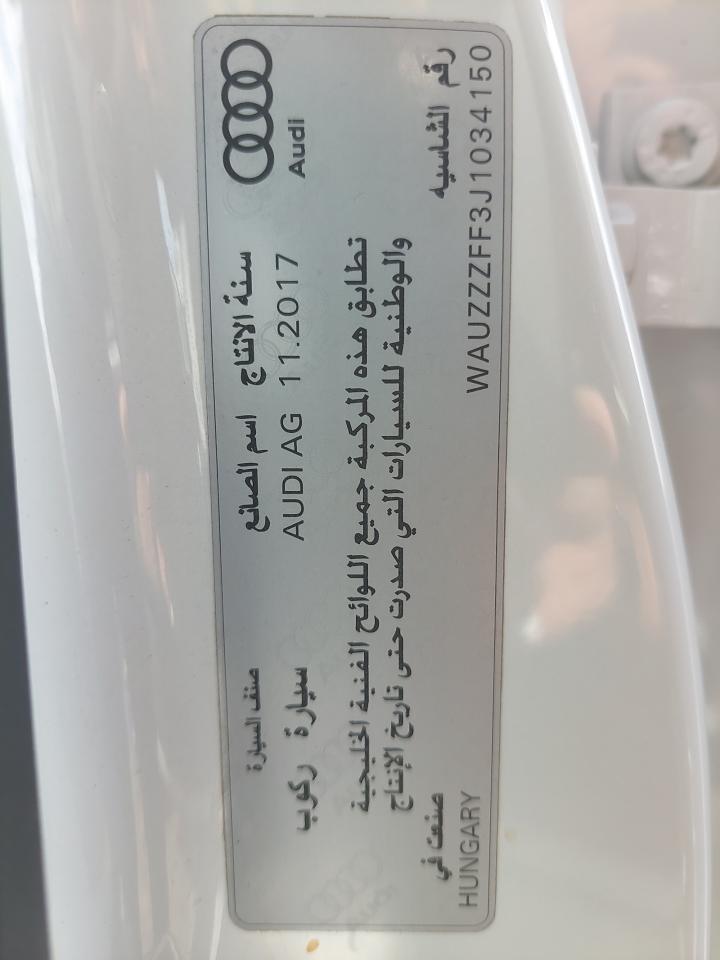 Audi
سنة الانتاج
اسم الصانع
صنف السيارة
11.2017
AUDI AG
سيارة ركوب
تطابق هذه المركبة جميع اللوائح الفنية الخليجية
والوطنية للسيارات التي صدرت حتى تاريخ الإنتاج
رقم الشاسيه
صنعت في
WAUZZZFF3J1034150
HUNGARY